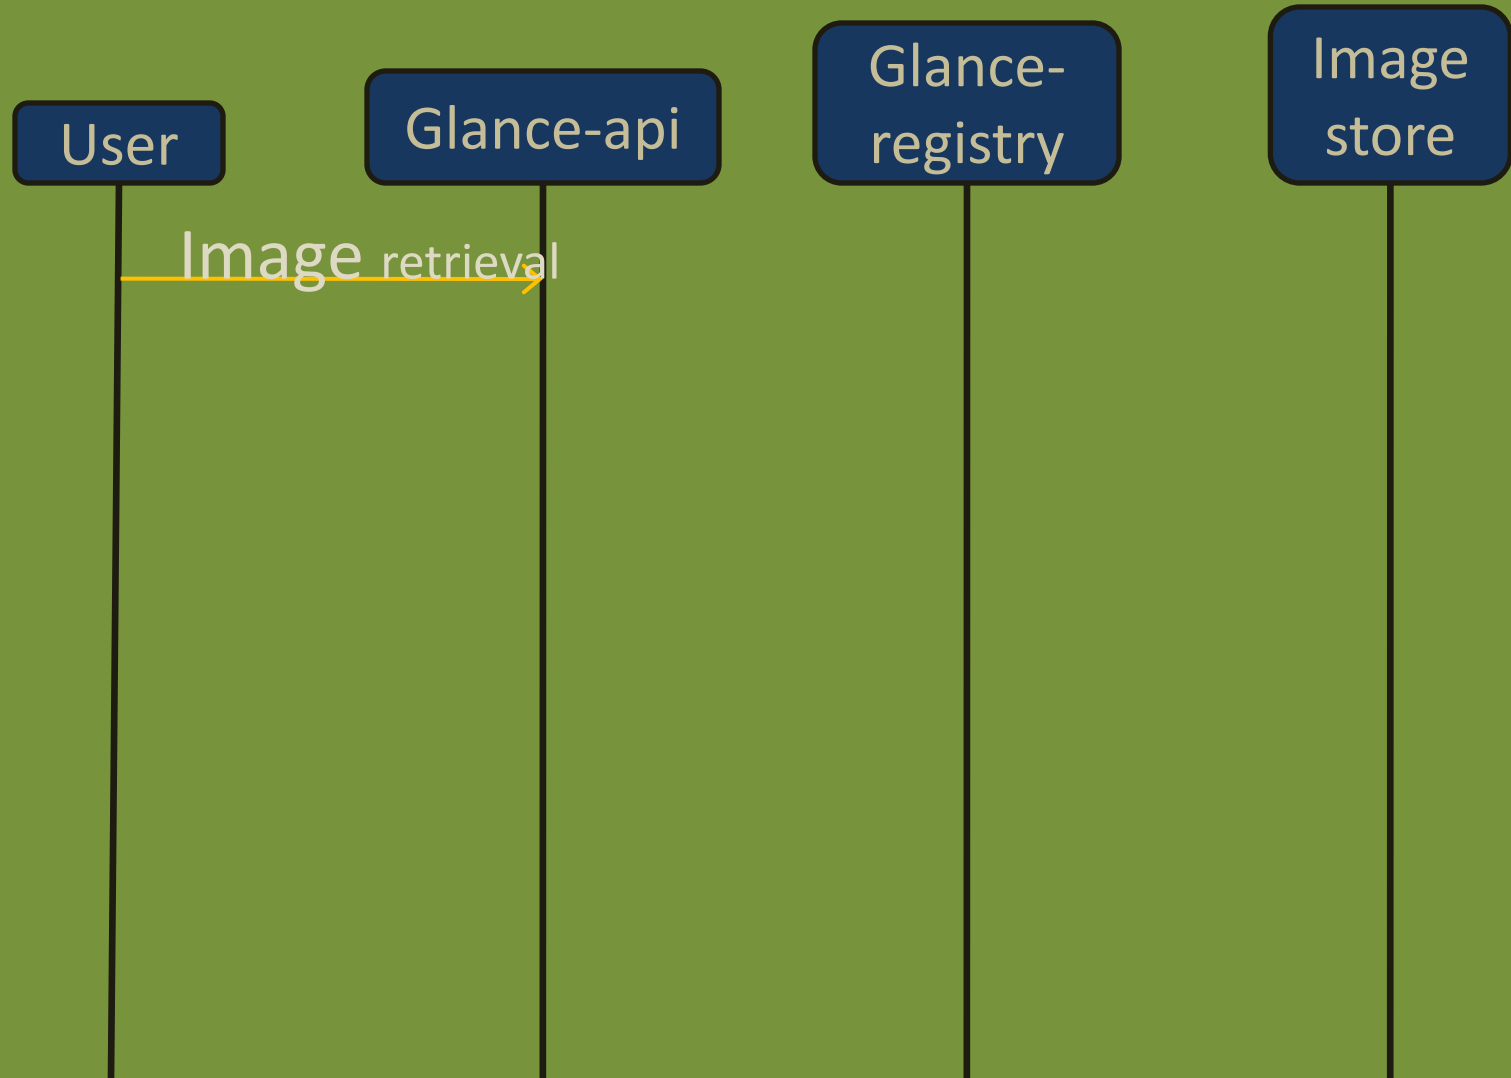 User
Glance-api
Glance-
registry
Image
store
Image retrieval